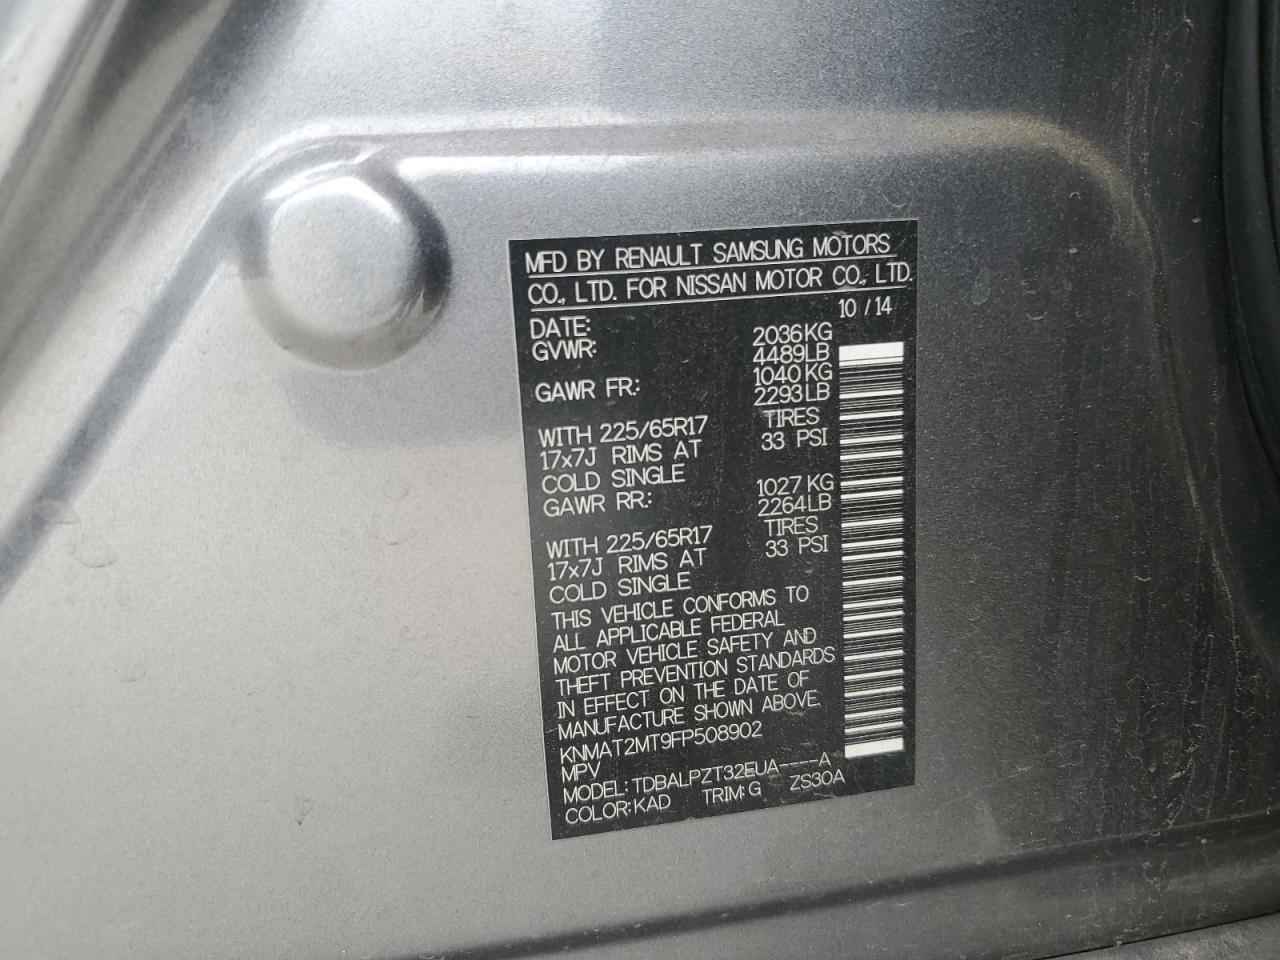 MFD BY RENAULT SAMSUNG MOTORS
CO., LTD. FOR NISSAN MOTOR CO., LTD.
DATE: 10 / 14
GVWR: 2036KG
4489LB
GAWR FR: 1040KG
2293LB
WITH 225/65R17 TIRES
17x7J RIMS AT 33 PSI
COLD SINGLE
GAWR RR: 1027KG
2264LB
WITH 225/65R17 TIRES
17x7J RIMS AT 33 PSI
COLD SINGLE
THIS VEHICLE CONFORMS TO
ALL APPLICABLE FEDERAL
MOTOR VEHICLE SAFETY AND
THEFT PREVENTION STANDARDS
IN EFFECT ON THE DATE OF
MANUFACTURE SHOWN ABOVE.
KNMAT2MT9FP508902
MPV
MODEL: TDBALPZT32EUA----A
COLOR: KAD TRIM: G ZS30A